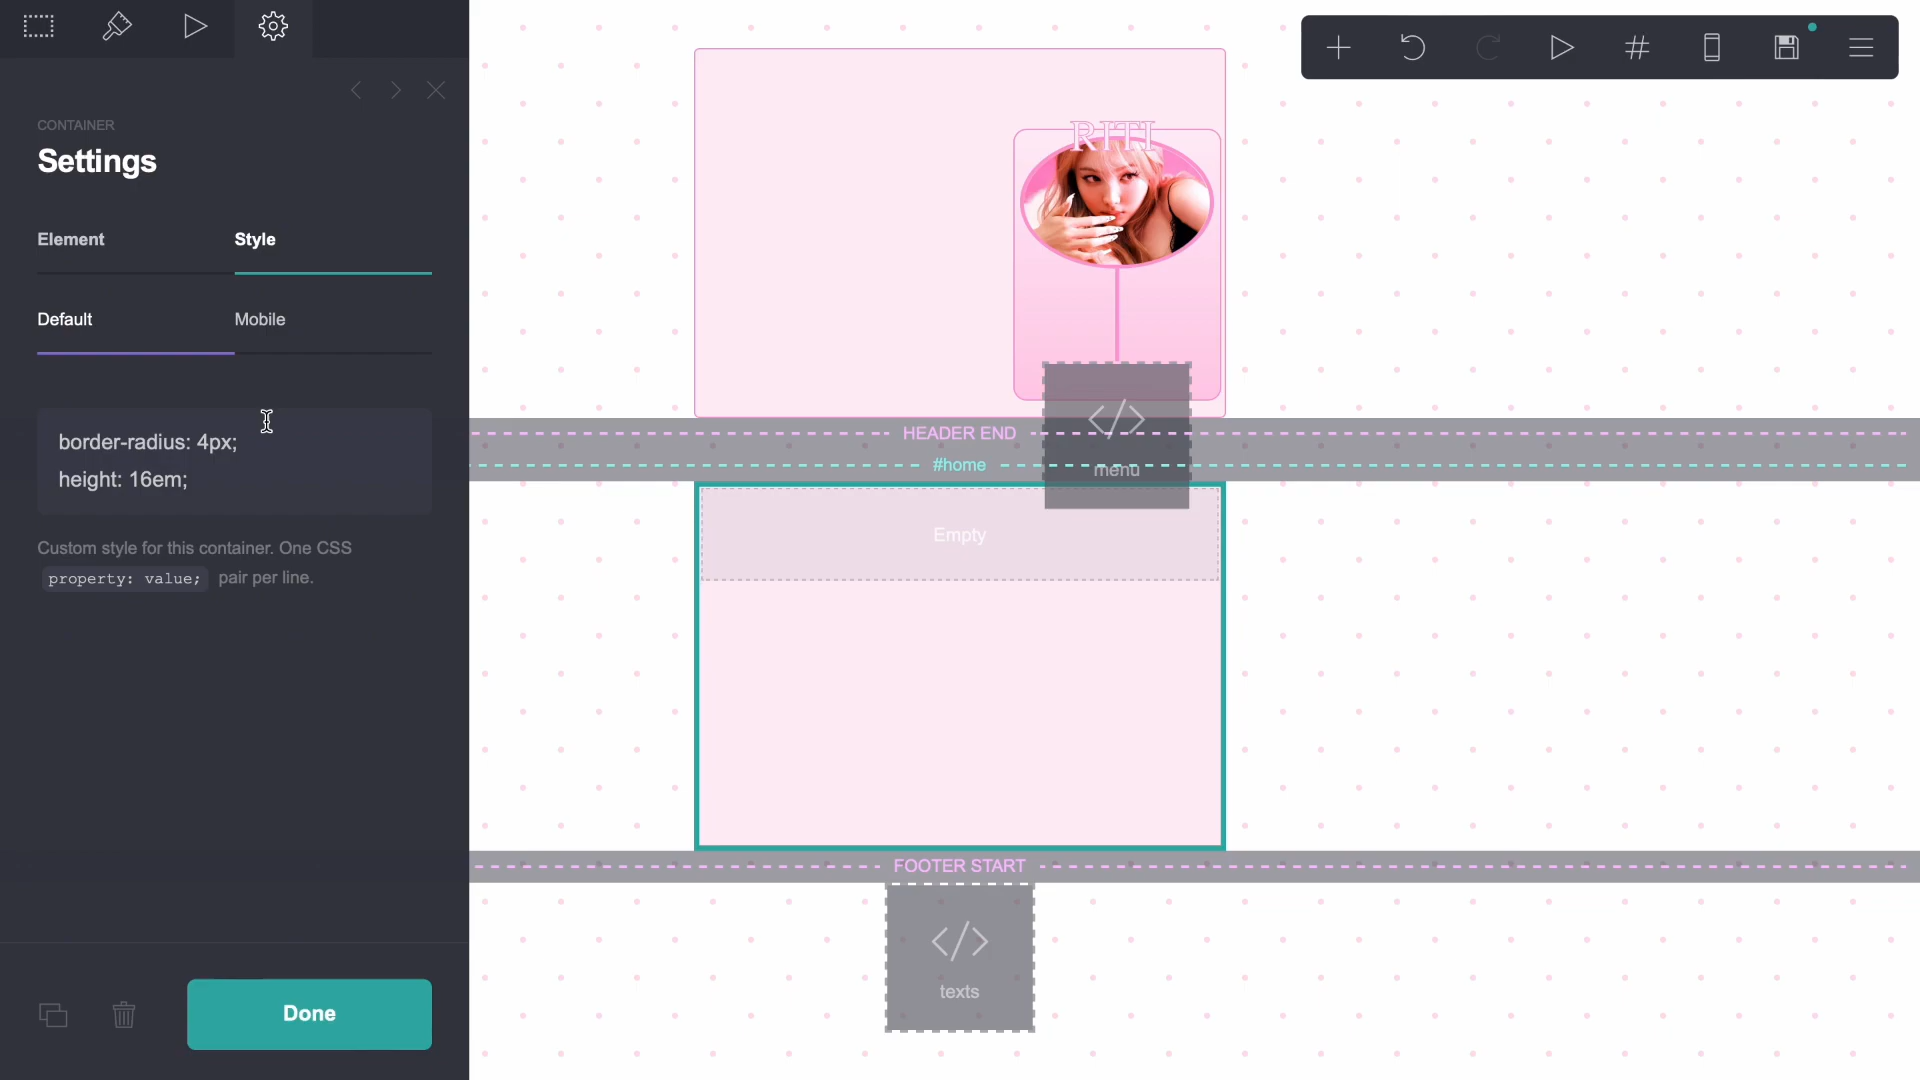 CONTAINER
Settings
Element
Style
Default
Mobile
border-radius: 4px;
height: 16em;
Custom style for this container. One CSS
property: value; pair per line.
Done
RITI
HEADER END
#home
menu
Empty
FOOTER START
texts